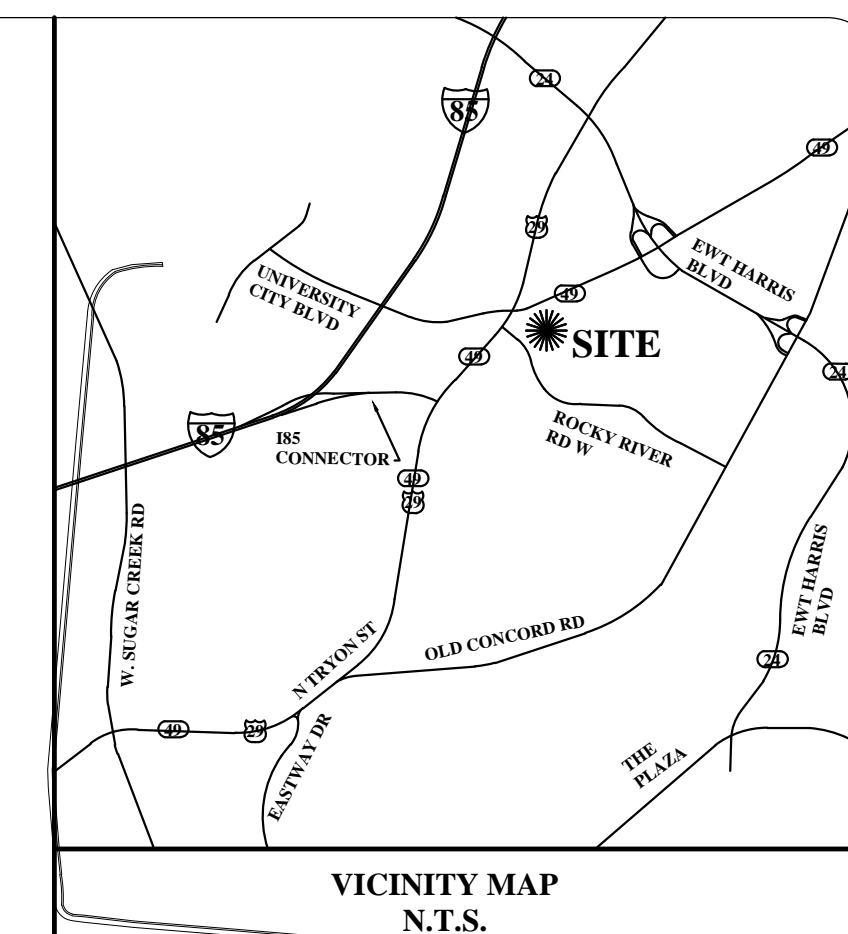 24
85
49
29
EWT HARRIS
BLVD
UNIVERSITY
CITY BLVD
49
SITE
49
24
85
I85
CONNECTOR
ROCKY RIVER
RD W
49
29
W. SUGAR CREEK RD
EWT HARRIS
BLVD
OLD CONCORD RD
N TRYON ST
24
49
29
EASTWAY DR
THE
PLAZA
VICINITY MAP
N.T.S.